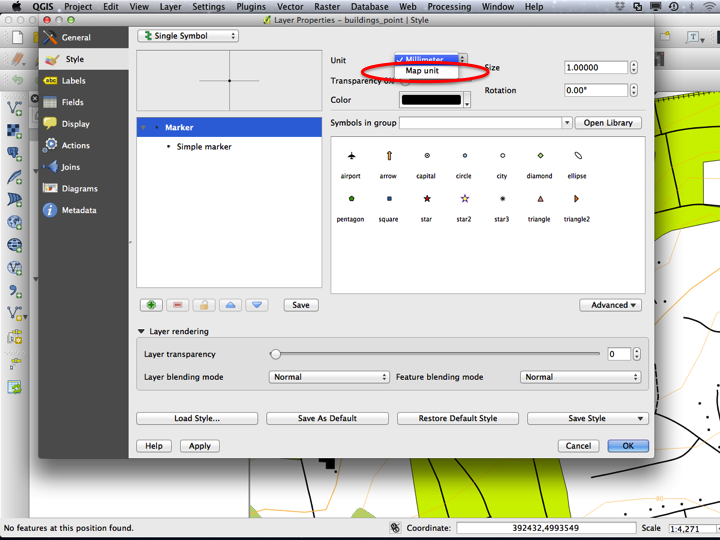 QGIS Project Edit View Layer Settings Plugins Vector Raster Database Web Processing Window Help
Layer Properties - buildings_point | Style
General
Style
Labels
Fields
Display
Actions
Joins
Diagrams
Metadata
Single Symbol
Unit
Millimeter
Map unit
Size
1.00000
Transparency 0%
Rotation
0.00°
Color
Marker
Simple marker
Symbols in group
Open Library
airport arrow capital circle city diamond ellipse
pentagon square star star2 star3 triangle triangle2
Save
Advanced
Layer rendering
Layer transparency
0
Layer blending mode
Normal
Feature blending mode
Normal
Load Style...
Save As Default
Restore Default Style
Save Style
Help
Apply
Cancel
OK
80
No features at this position found.
Coordinate:
392432,4993549
Scale
1:4,271